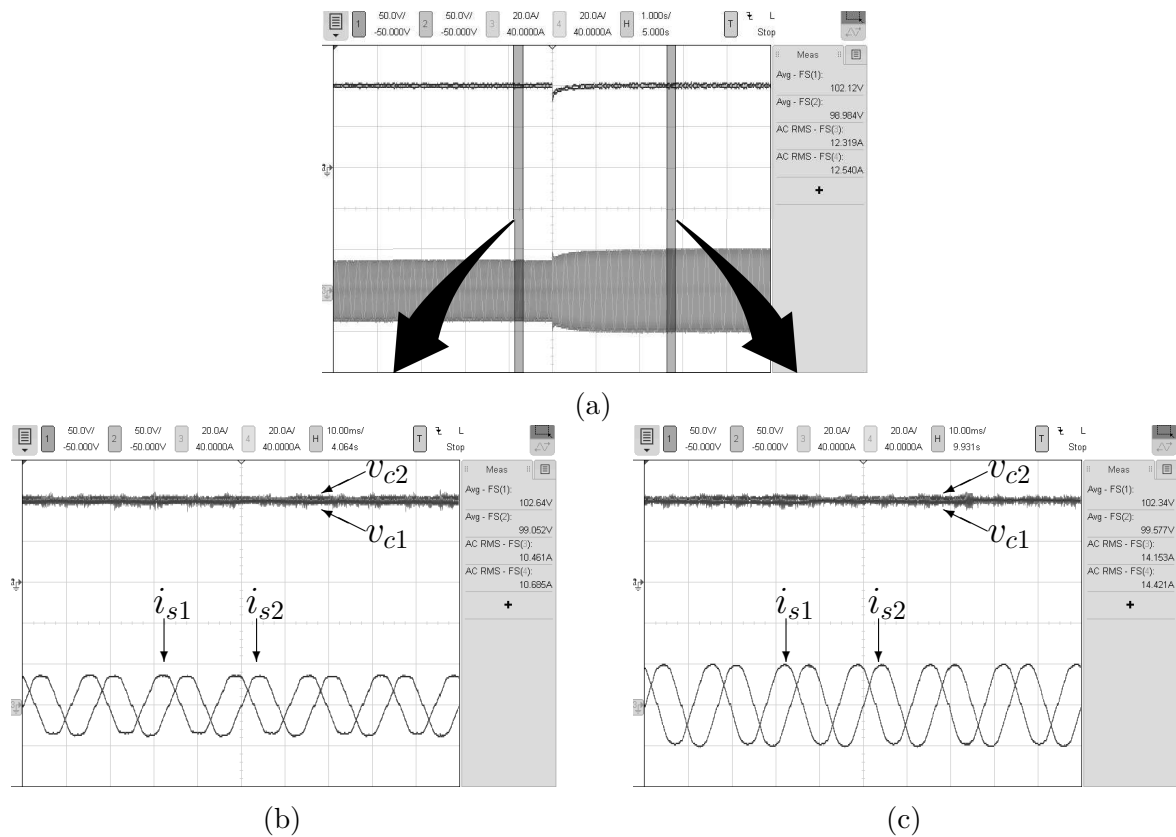 1 50.0V/ 2 50.0V/ 3 20.0A/ 4 20.0A/ H 1.000s/ T L
-50.000V -50.000V 40.0000A 40.0000A 5.000s Stop
Meas
Avg - FS(1):
102.12V
Avg - FS(2):
98.984V
AC RMS - FS(3):
12.319A
AC RMS - FS(4):
12.540A
+
(a)
1 50.0V/ 2 50.0V/ 3 20.0A/ 4 20.0A/ H 10.00ms/ T L
-50.000V -50.000V 40.0000A 40.0000A 4.064s Stop
Meas
Avg - FS(1):
102.64V
Avg - FS(2):
99.052V
AC RMS - FS(3):
10.461A
AC RMS - FS(4):
10.685A
+
v_{c2}
v_{c1}
i_{s1} i_{s2}
(b)
1 50.0V/ 2 50.0V/ 3 20.0A/ 4 20.0A/ H 10.00ms/ T L
-50.000V -50.000V 40.0000A 40.0000A 9.931s Stop
Meas
Avg - FS(1):
102.34V
Avg - FS(2):
99.577V
AC RMS - FS(3):
14.153A
AC RMS - FS(4):
14.421A
+
v_{c2}
v_{c1}
i_{s1} i_{s2}
(c)